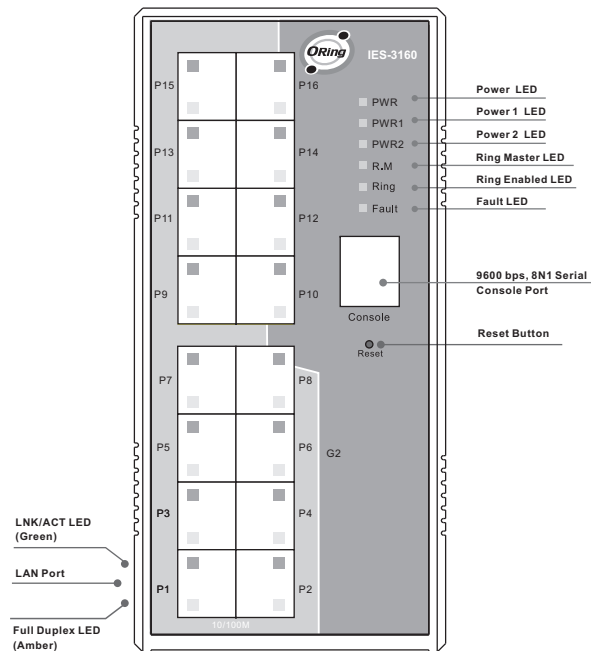 ORing
IES-3160
P15
P16
P13
P14
P11
P12
P9
P10
PWR
PWR1
PWR2
R.M
Ring
Fault
Power LED
Power 1 LED
Power 2 LED
Ring Master LED
Ring Enabled LED
Fault LED
9600 bps, 8N1 Serial
Console Port
Console
Reset Button
Reset
P7
P8
P5
P6
G2
P3
P4
P1
P2
10/100M
LNK/ACT LED
(Green)
LAN Port
Full Duplex LED
(Amber)